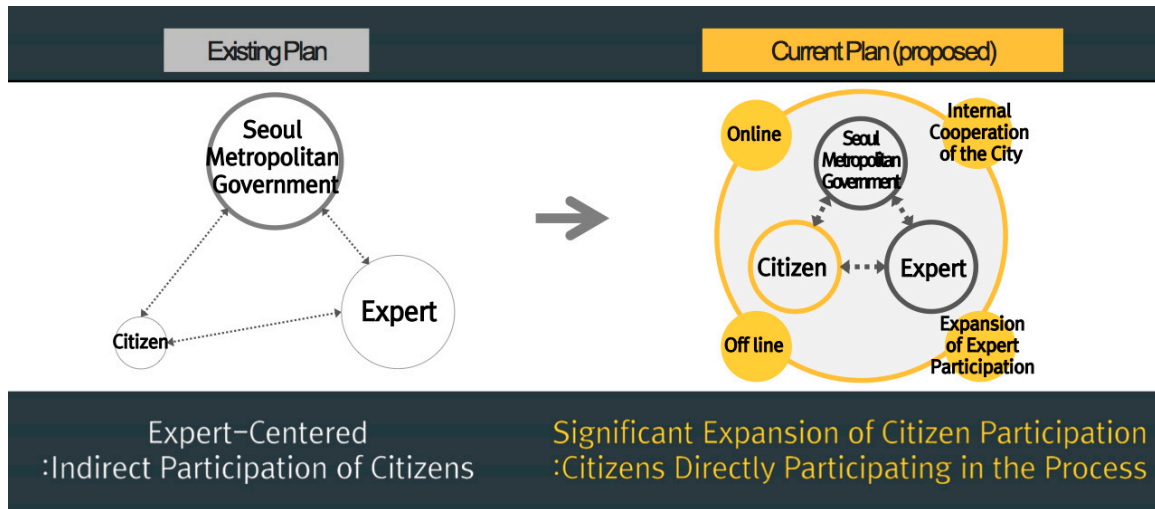 Existing Plan
Current Plan (proposed)
Seoul
Metropolitan
Government
Expert
Citizen
Online
Internal
Cooperation
of the City
Seoul
Metropolitan
Government
Citizen
Expert
Off line
Expansion
of Expert
Participation
Expert-Centered
:Indirect Participation of Citizens
Significant Expansion of Citizen Participation
:Citizens Directly Participating in the Process